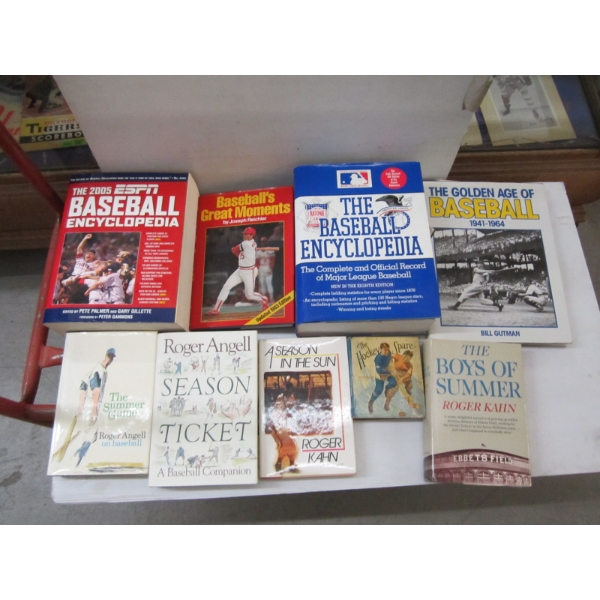 TIGERS
SCOREBO
THE 2005 ESPN
BASEBALL
ENCYCLOPEDIA
EDITED BY PETE PALMER AND GARY GILLETTE
FOREWORD BY PETER GAMMONS
Baseball's
Great Moments
by Joseph Reichler
THE
BASEBALL
ENCYCLOPEDIA
The Complete and Official Record
of Major League Baseball
NEW IN THE EIGHTH EDITION
THE GOLDEN AGE OF
BASEBALL
1941-1964
BILL GUTMAN
The
Summer
Game
Roger Angell
on baseball
Roger Angell
SEASON
TICKET
A Baseball Companion
A SEASON
IN THE SUN
ROGER
KAHN
The
Hockey
Spare
THE
BOYS OF
SUMMER
ROGER KAHN
EBBETS FIELD